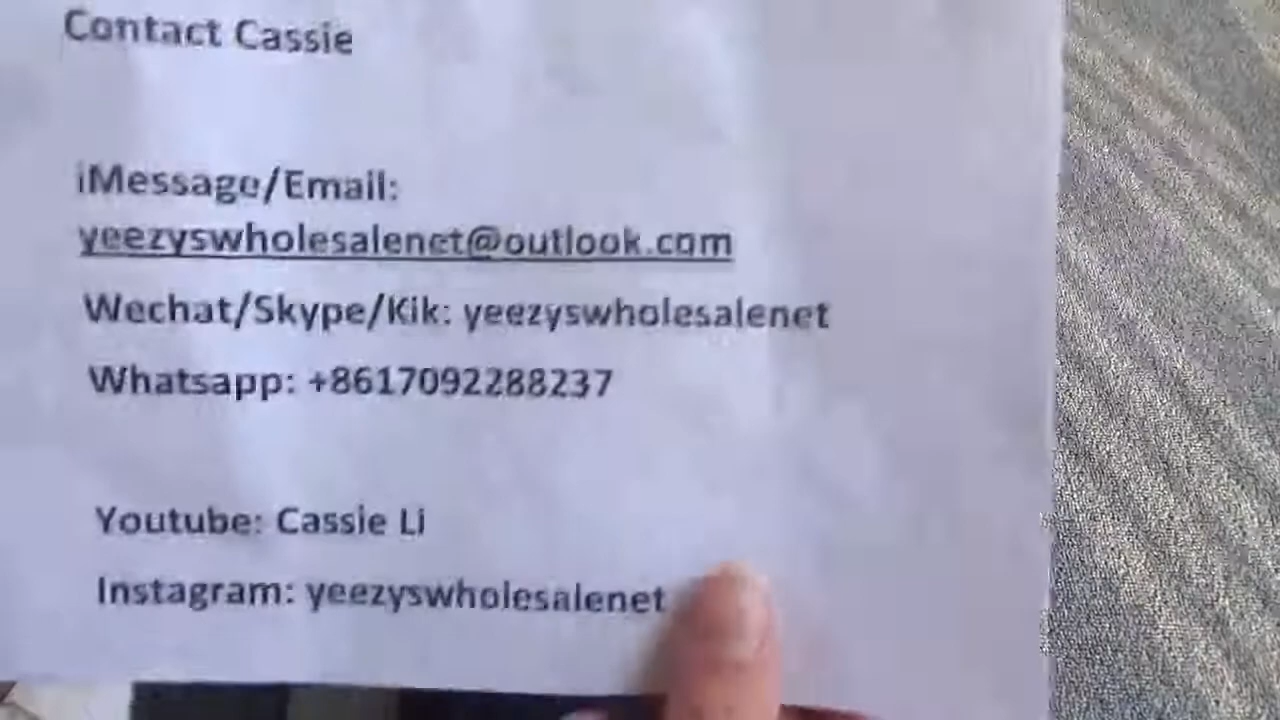 Contact Cassie
iMessage/Email:
yeezyswholesalenet@outlook.com
Wechat/Skype/Kik: yeezyswholesalenet
Whatsapp: +8617092288237
Youtube: Cassie Li
Instagram: yeezyswholesalenet